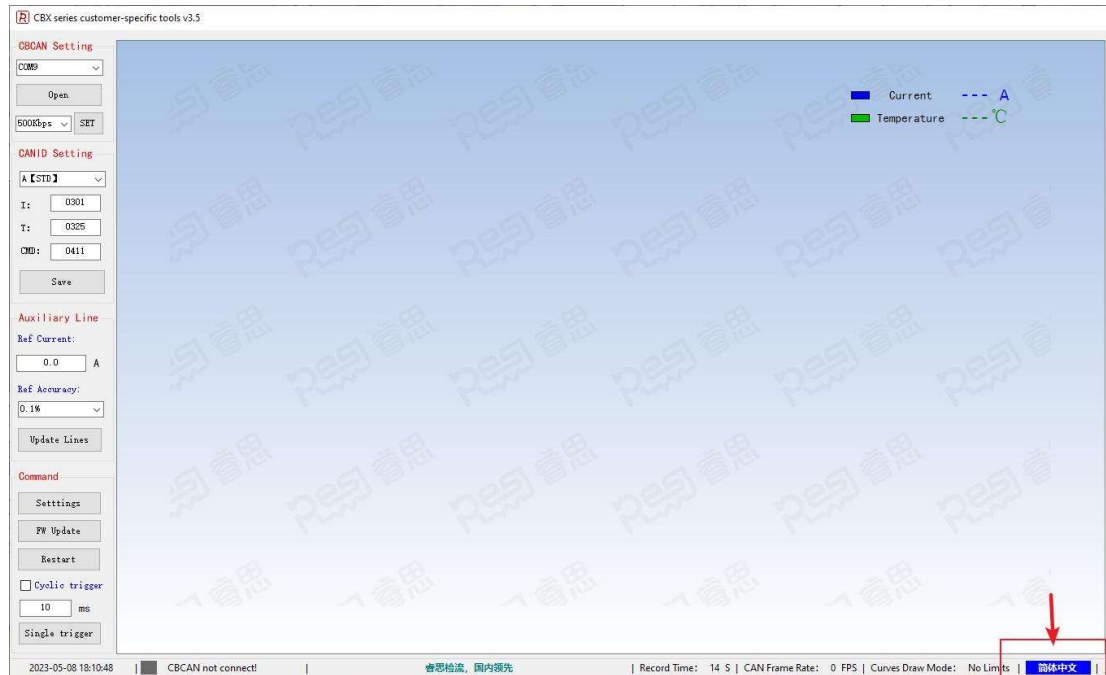 R CBX series customer-specific tools v3.5
CBCAN Setting
COM9
Open
500Kbps SET
CANID Setting
A【STD】
I: 0301
T: 0325
CMD: 0411
Save
Auxiliary Line
Ref Current:
0.0 A
Ref Accuracy:
0.1%
Update Lines
Command
Setttings
FW Update
Restart
Cyclic trigger
10 ms
Single trigger
Current --- A
Temperature --- ℃
2023-05-08 18:10:48 | CBCAN not connect! | 睿思检流，国内领先 | Record Time: 14 S | CAN Frame Rate: 0 FPS | Curves Draw Mode: No Limits | 简体中文 |
resi 睿思